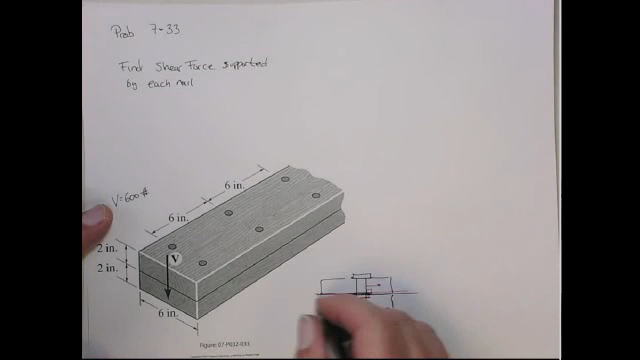 Prob 7-33
Find Shear Force supported
by each nail
V=600#
6 in.
6 in.
2 in.
2 in.
V
6 in.
Figure: 07-P032-033